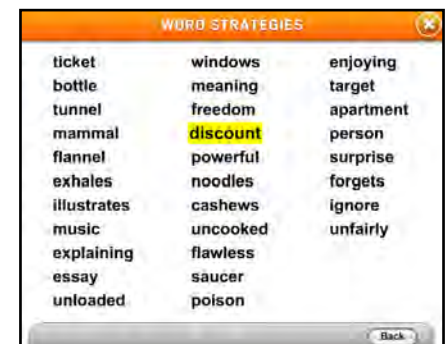 WORD STRATEGIES
ticket windows enjoying
bottle meaning target
tunnel freedom apartment
mammal discount person
flannel powerful surprise
exhales noodles forgets
illustrates cashews ignore
music uncooked unfairly
explaining flawless
essay saucer
unloaded poison
Back